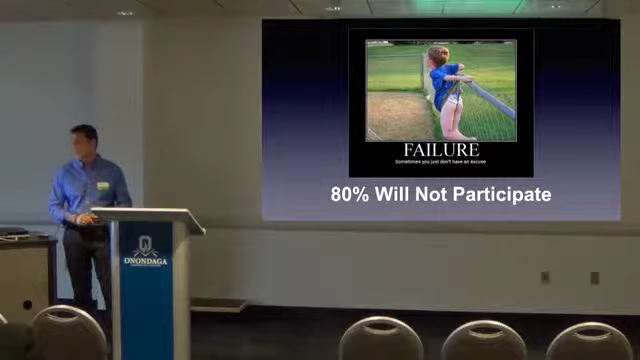 FAILURE
Sometimes you just don't have an excuse
80% Will Not Participate
ONONDAGA